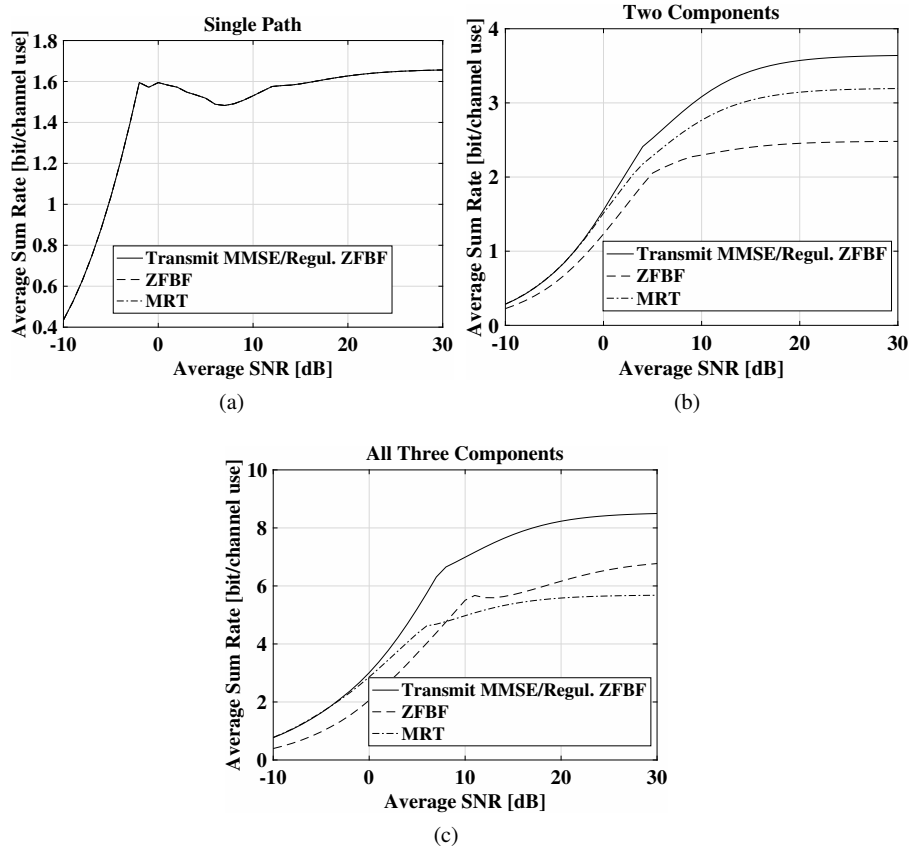 Single Path
Average Sum Rate [bit/channel use]
1.8
1.6
1.4
1.2
1
0.8
0.6
0.4
Transmit MMSE/Regul. ZFBF
ZFBF
MRT
-10 0 10 20 30
Average SNR [dB]
(a)
Two Components
Average Sum Rate [bit/channel use]
4
3
2
1
0
Transmit MMSE/Regul. ZFBF
ZFBF
MRT
-10 0 10 20 30
Average SNR [dB]
(b)
All Three Components
Average Sum Rate [bit/channel use]
10
8
6
4
2
0
Transmit MMSE/Regul. ZFBF
ZFBF
MRT
-10 0 10 20 30
Average SNR [dB]
(c)